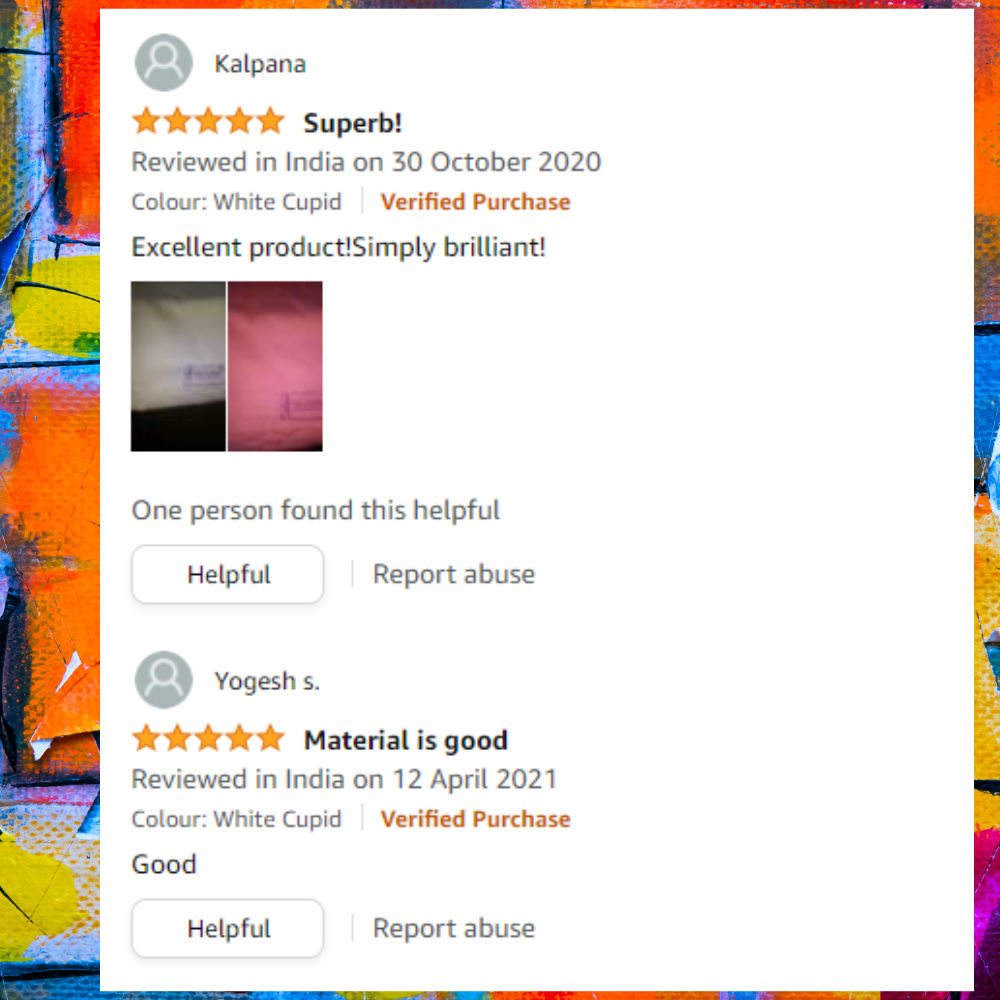 Kalpana
Superb!
Reviewed in India on 30 October 2020
Colour: White Cupid | Verified Purchase
Excellent product!Simply brilliant!
One person found this helpful
Helpful | Report abuse
Yogesh s.
Material is good
Reviewed in India on 12 April 2021
Colour: White Cupid | Verified Purchase
Good
Helpful | Report abuse